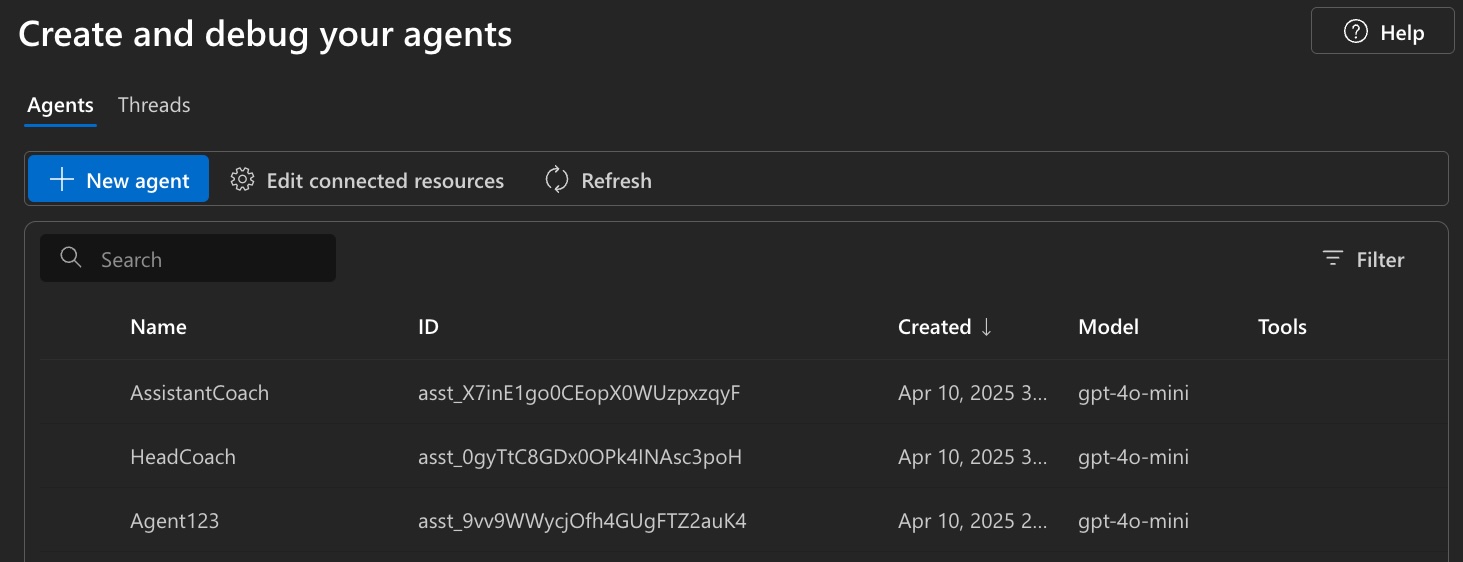 Create and debug your agents
Help
Agents Threads
New agent Edit connected resources Refresh
Search
Filter
Name ID Created ↓ Model Tools
AssistantCoach asst_X7inE1go0CEopX0WUzpxzqyF Apr 10, 2025 3... gpt-4o-mini
HeadCoach asst_0gyTtC8GDx0OPk4INAsc3poH Apr 10, 2025 3... gpt-4o-mini
Agent123 asst_9vv9WWycjOfh4GUgFTZ2auK4 Apr 10, 2025 2... gpt-4o-mini